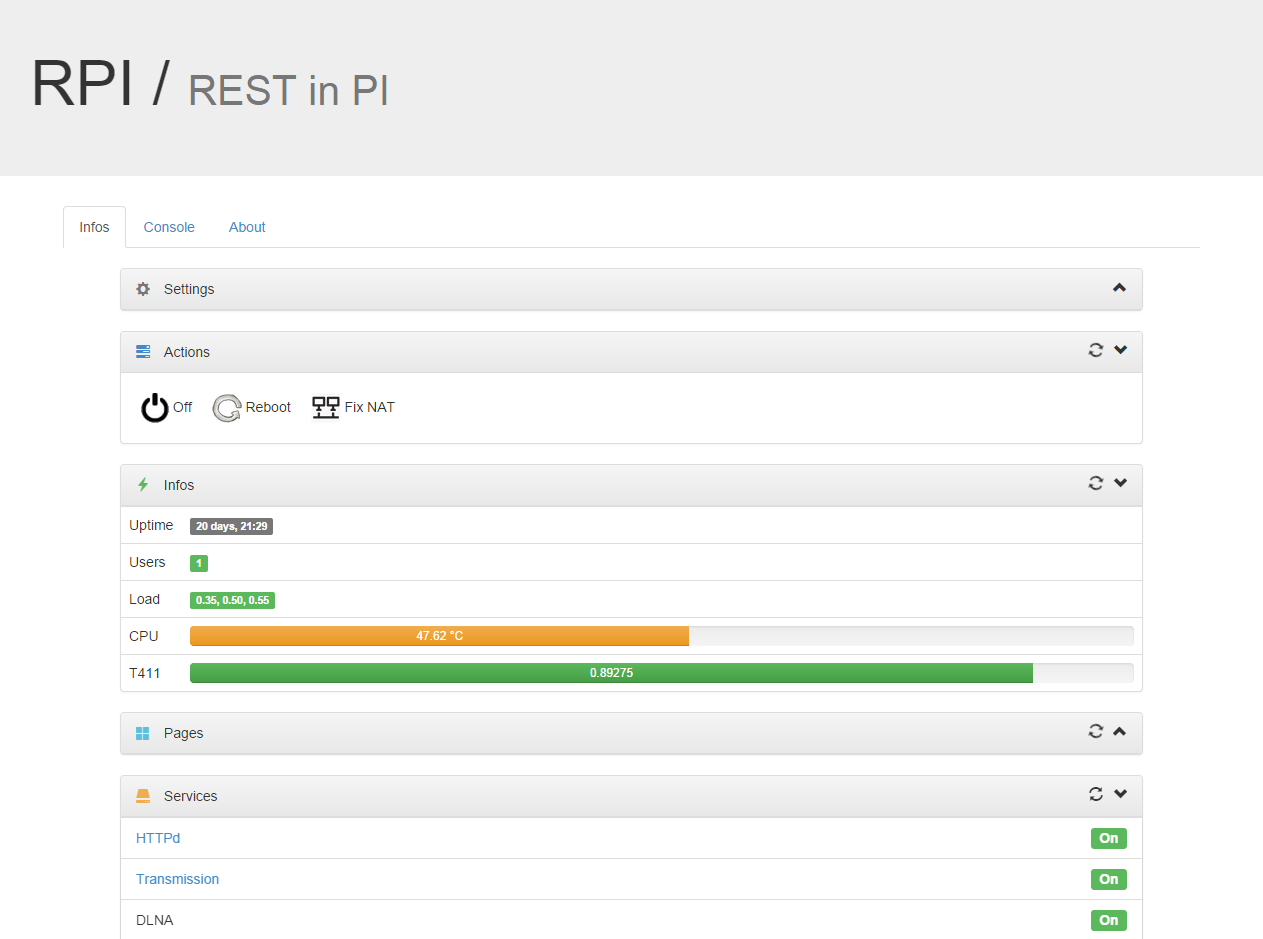 RPI / REST in PI
Infos Console About
Settings
Actions
Off Reboot Fix NAT
Infos
Uptime 20 days, 21:29
Users 1
Load 0.35, 0.50, 0.55
CPU 47.62 °C
T411 0.89275
Pages
Services
HTTPd On
Transmission On
DLNA On